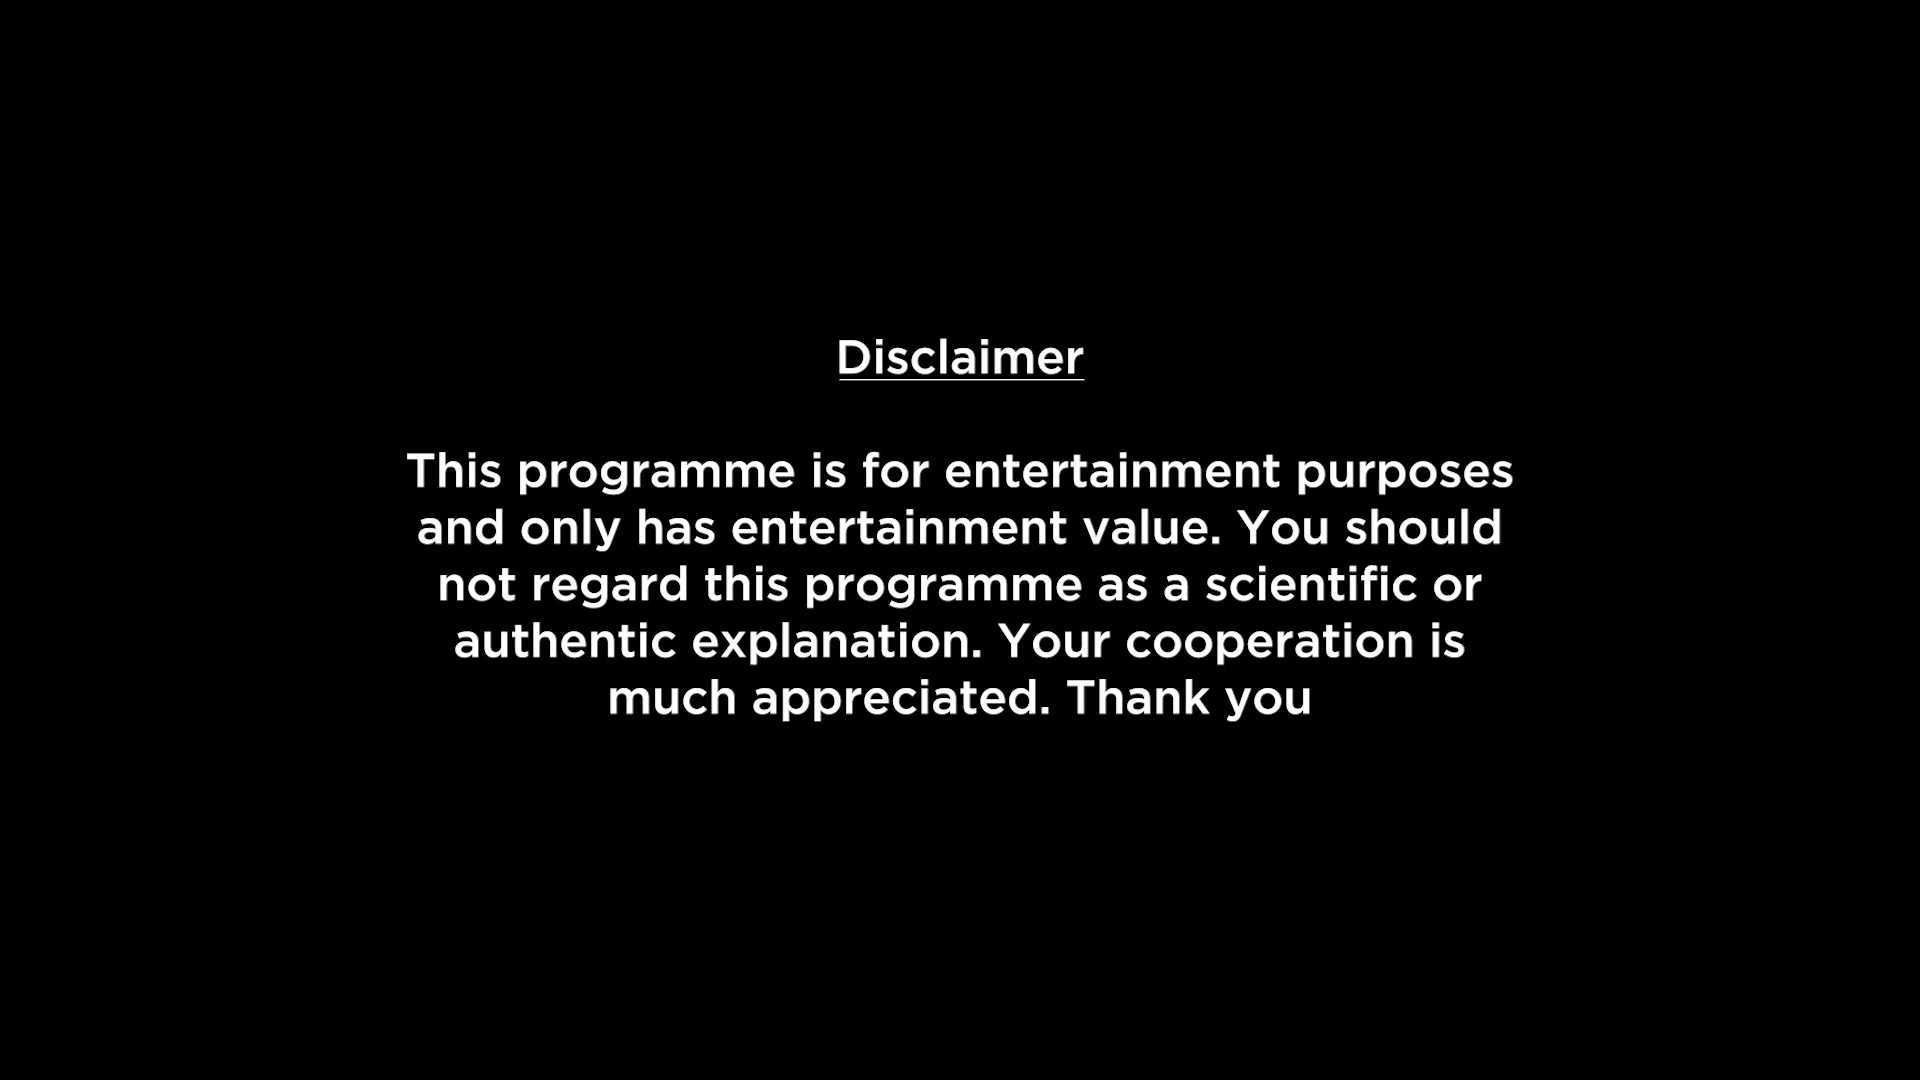 Disclaimer
This programme is for entertainment purposes
and only has entertainment value. You should
not regard this programme as a scientific or
authentic explanation. Your cooperation is
much appreciated. Thank you